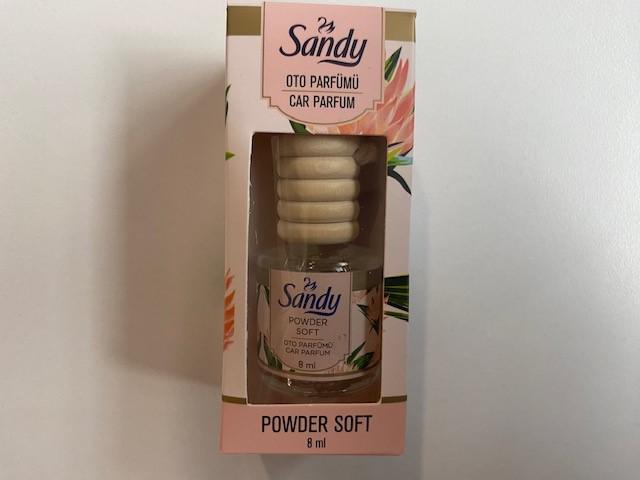 Sandy
OTO PARFÜMÜ
CAR PARFUM
Sandy
POWDER
SOFT
OTO PARFÜMÜ
CAR PARFUM
8 ml
POWDER SOFT
8 ml